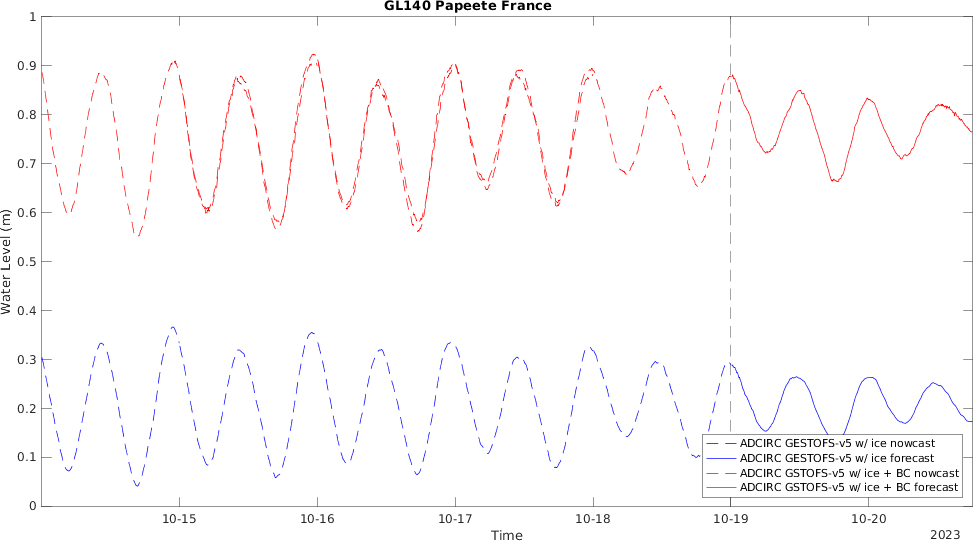 GL140 Papeete France
Water Level (m)
1
0.9
0.8
0.7
0.6
0.5
0.4
0.3
0.2
0.1
0
ADCIRC GESTOFS-v5 w/ ice nowcast
ADCIRC GESTOFS-v5 w/ ice forecast
ADCIRC GSTOFS-v5 w/ ice + BC nowcast
ADCIRC GSTOFS-v5 w/ ice + BC forecast
10-15 10-16 10-17 10-18 10-19 10-20
Time
2023